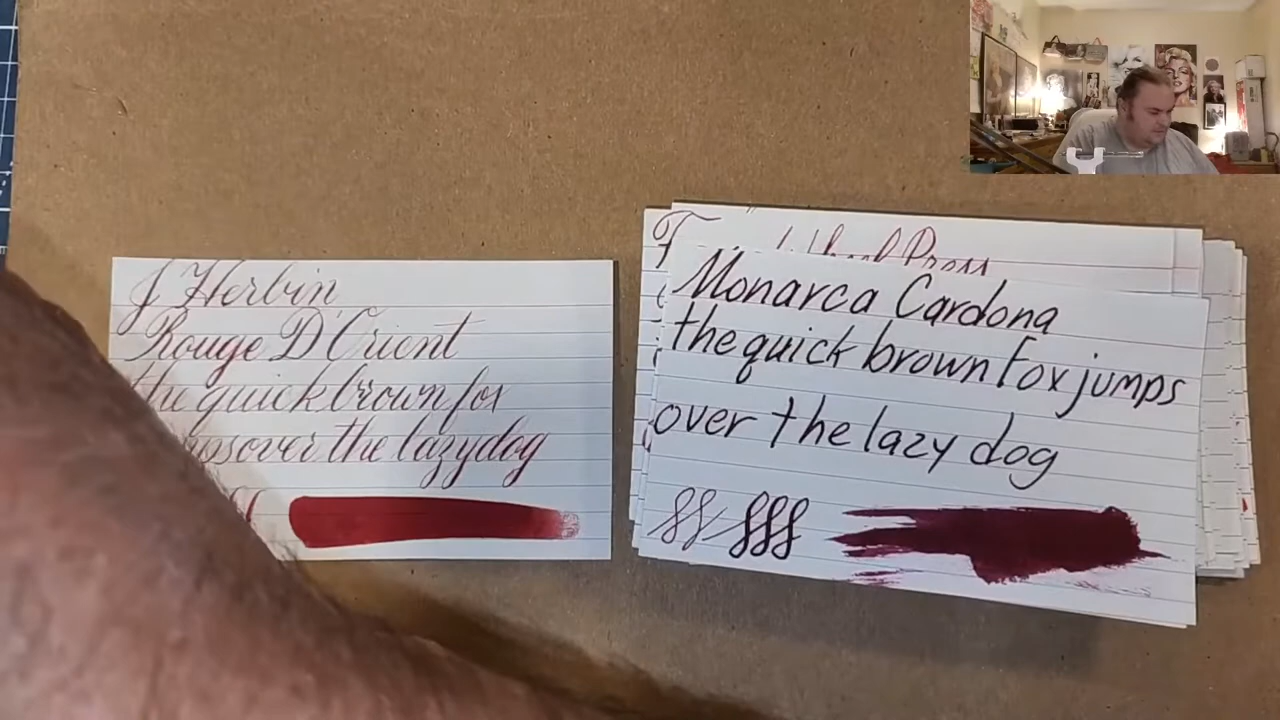 J Herbin
Rouge D'Orient
the quick brown fox
over the lazy dog
Press
Monarca Cardona
the quick brown fox jumps
over the lazy dog